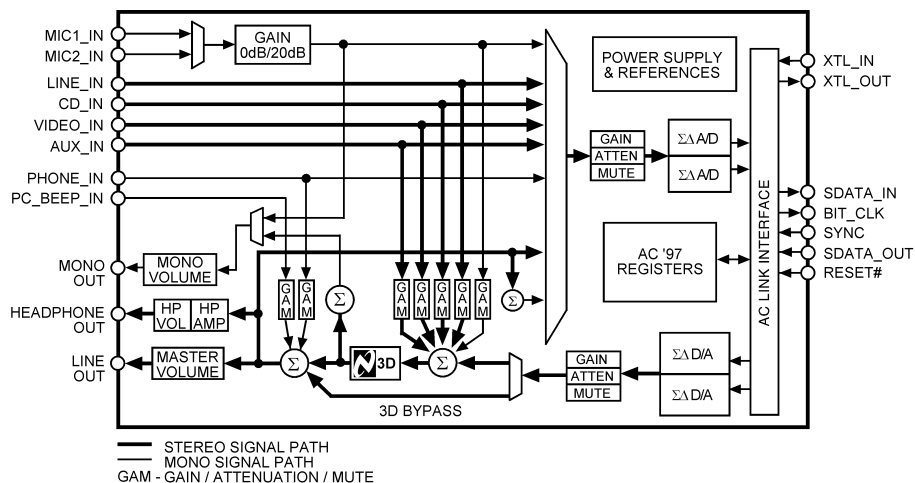 MIC1_IN
MIC2_IN
GAIN
0dB/20dB
LINE_IN
CD_IN
VIDEO_IN
AUX_IN
PHONE_IN
PC_BEEP_IN
POWER SUPPLY
& REFERENCES
XTL_IN
XTL_OUT
GAIN
ATTEN
MUTE
ΣΔ A/D
ΣΔ A/D
AC LINK INTERFACE
SDATA_IN
BIT_CLK
SYNC
SDATA_OUT
RESET#
AC '97
REGISTERS
MONO
OUT
MONO
VOLUME
GAM
GAM
Σ
GAM
GAM
GAM
GAM
GAM
Σ
HEADPHONE
OUT
HP
VOL
HP
AMP
LINE
OUT
MASTER
VOLUME
Σ
3D
Σ
GAIN
ATTEN
MUTE
ΣΔ D/A
ΣΔ D/A
3D BYPASS
STEREO SIGNAL PATH
MONO SIGNAL PATH
GAM - GAIN / ATTENUATION / MUTE